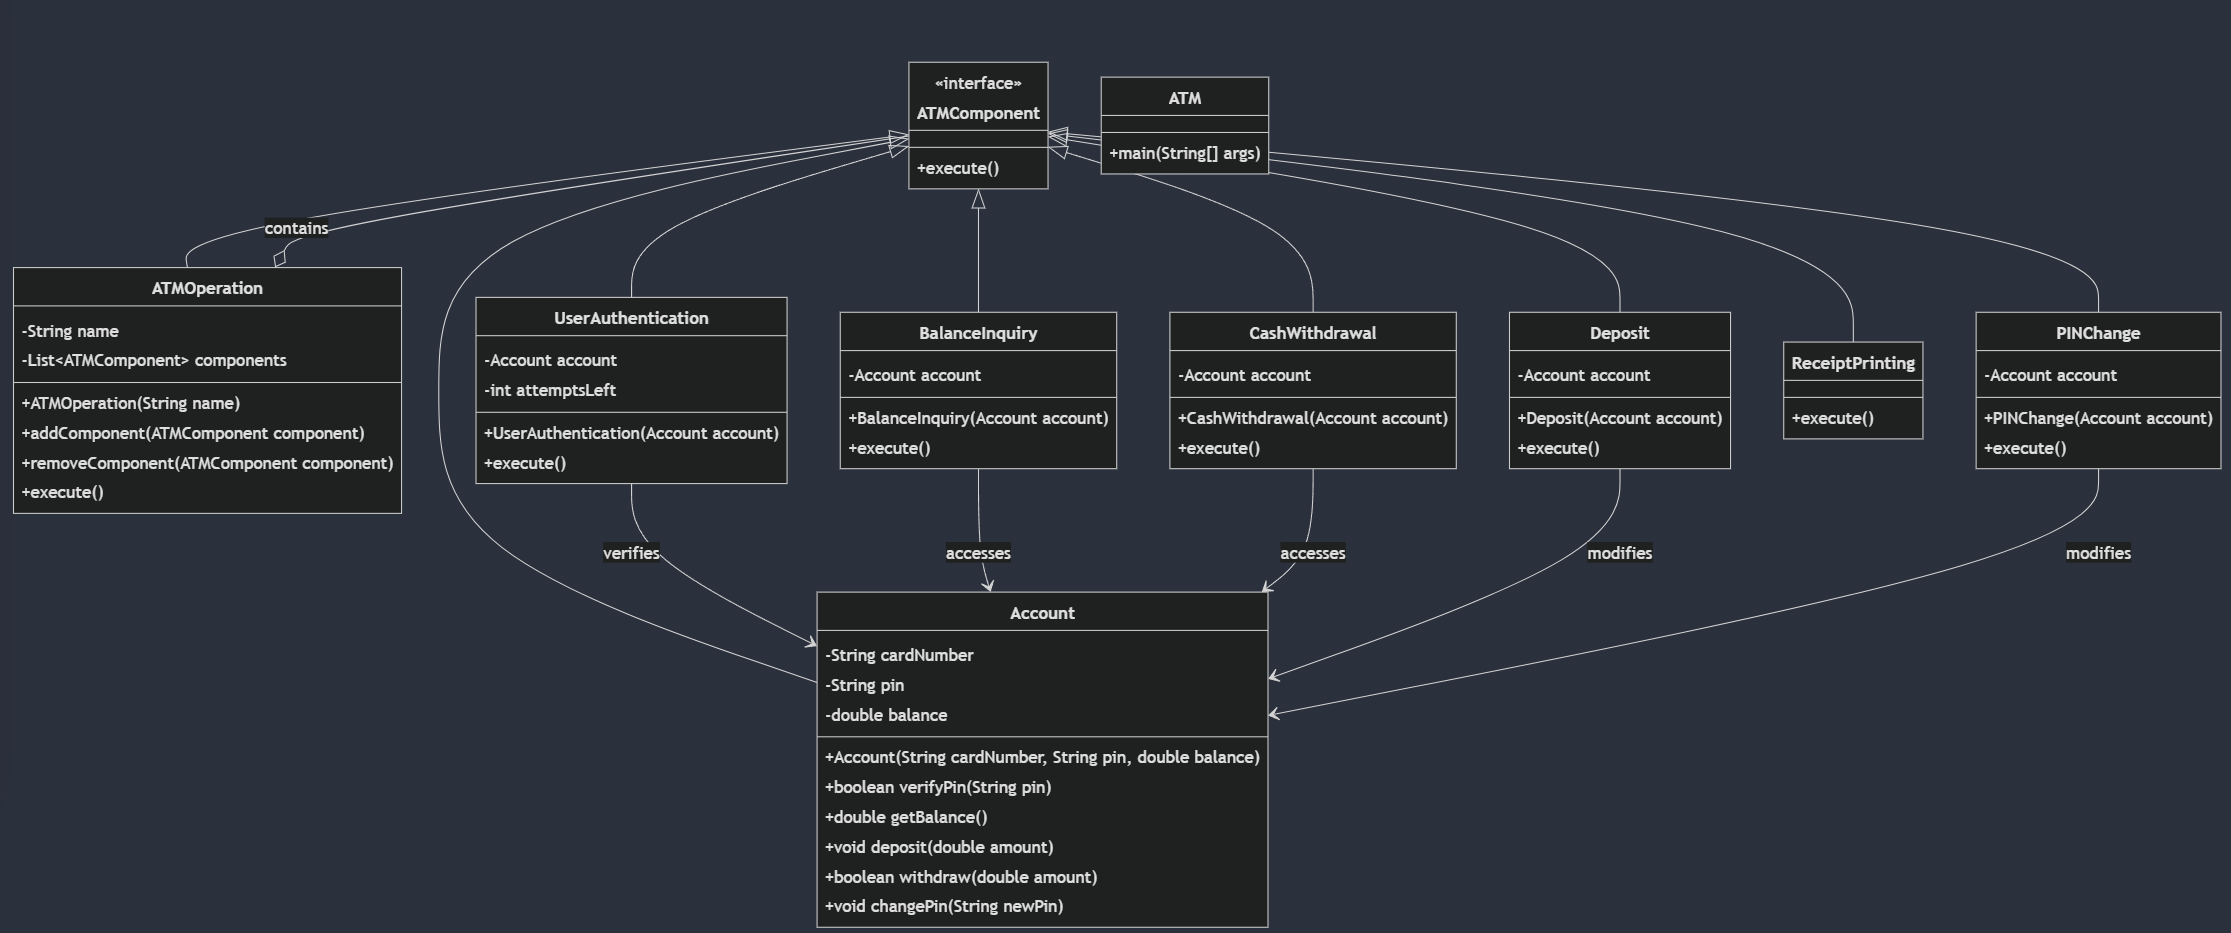 «interface»
ATMComponent
+execute()
ATM
+main(String[] args)
contains
ATMOperation
-String name
-List<ATMComponent> components
+ATMOperation(String name)
+addComponent(ATMComponent component)
+removeComponent(ATMComponent component)
+execute()
UserAuthentication
-Account account
-int attemptsLeft
+UserAuthentication(Account account)
+execute()
BalanceInquiry
-Account account
+BalanceInquiry(Account account)
+execute()
CashWithdrawal
-Account account
+CashWithdrawal(Account account)
+execute()
Deposit
-Account account
+Deposit(Account account)
+execute()
ReceiptPrinting
+execute()
PINChange
-Account account
+PINChange(Account account)
+execute()
verifies
accesses
accesses
modifies
modifies
Account
-String cardNumber
-String pin
-double balance
+Account(String cardNumber, String pin, double balance)
+boolean verifyPin(String pin)
+double getBalance()
+void deposit(double amount)
+boolean withdraw(double amount)
+void changePin(String newPin)